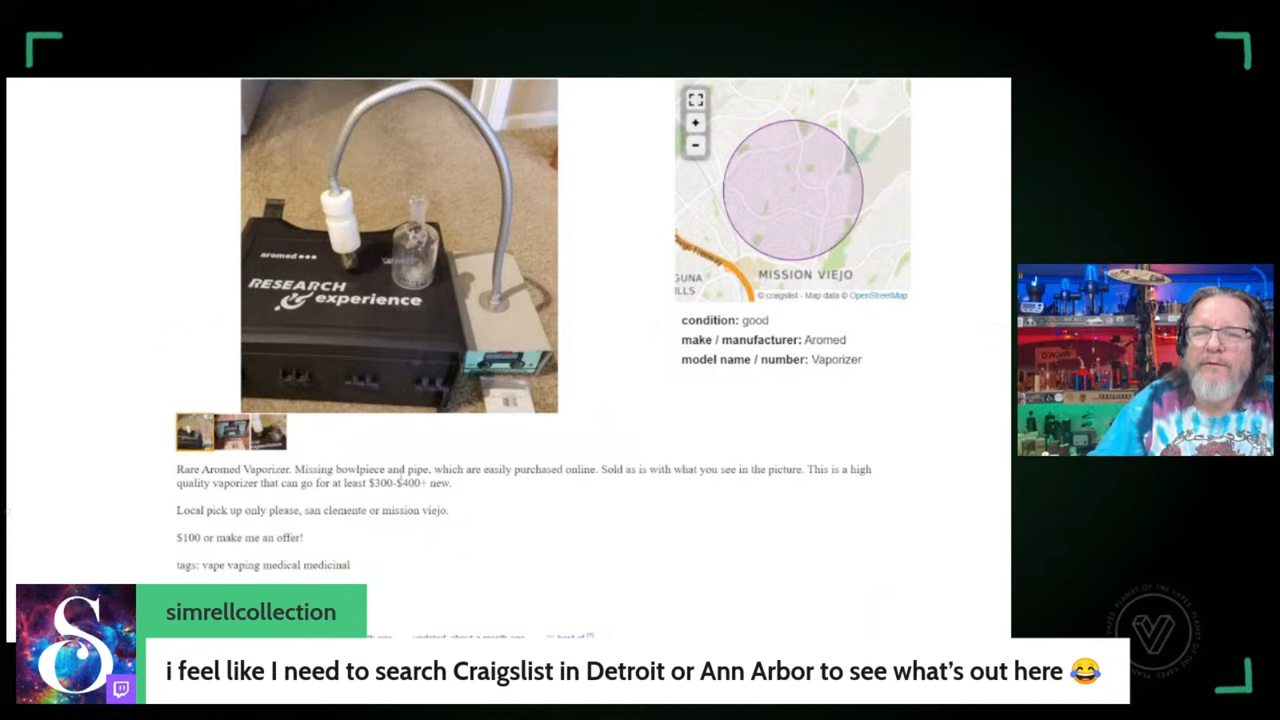 aromed
RESEARCH
& experience
MISSION VIEJO
© craigslist - Map data © OpenStreetMap
condition: good
make / manufacturer: Aromed
model name / number: Vaporizer
Rare Aromed Vaporizer. Missing bowlpiece and pipe, which are easily purchased online. Sold as is with what you see in the picture. This is a high
quality vaporizer that can go for at least $300-$400+ new.
Local pick up only please, san clemente or mission viejo.
$100 or make me an offer!
tags: vape vaping medical medicinal
simrellcollection
i feel like I need to search Craigslist in Detroit or Ann Arbor to see what's out here 😂
PLANET OF THE VAPES